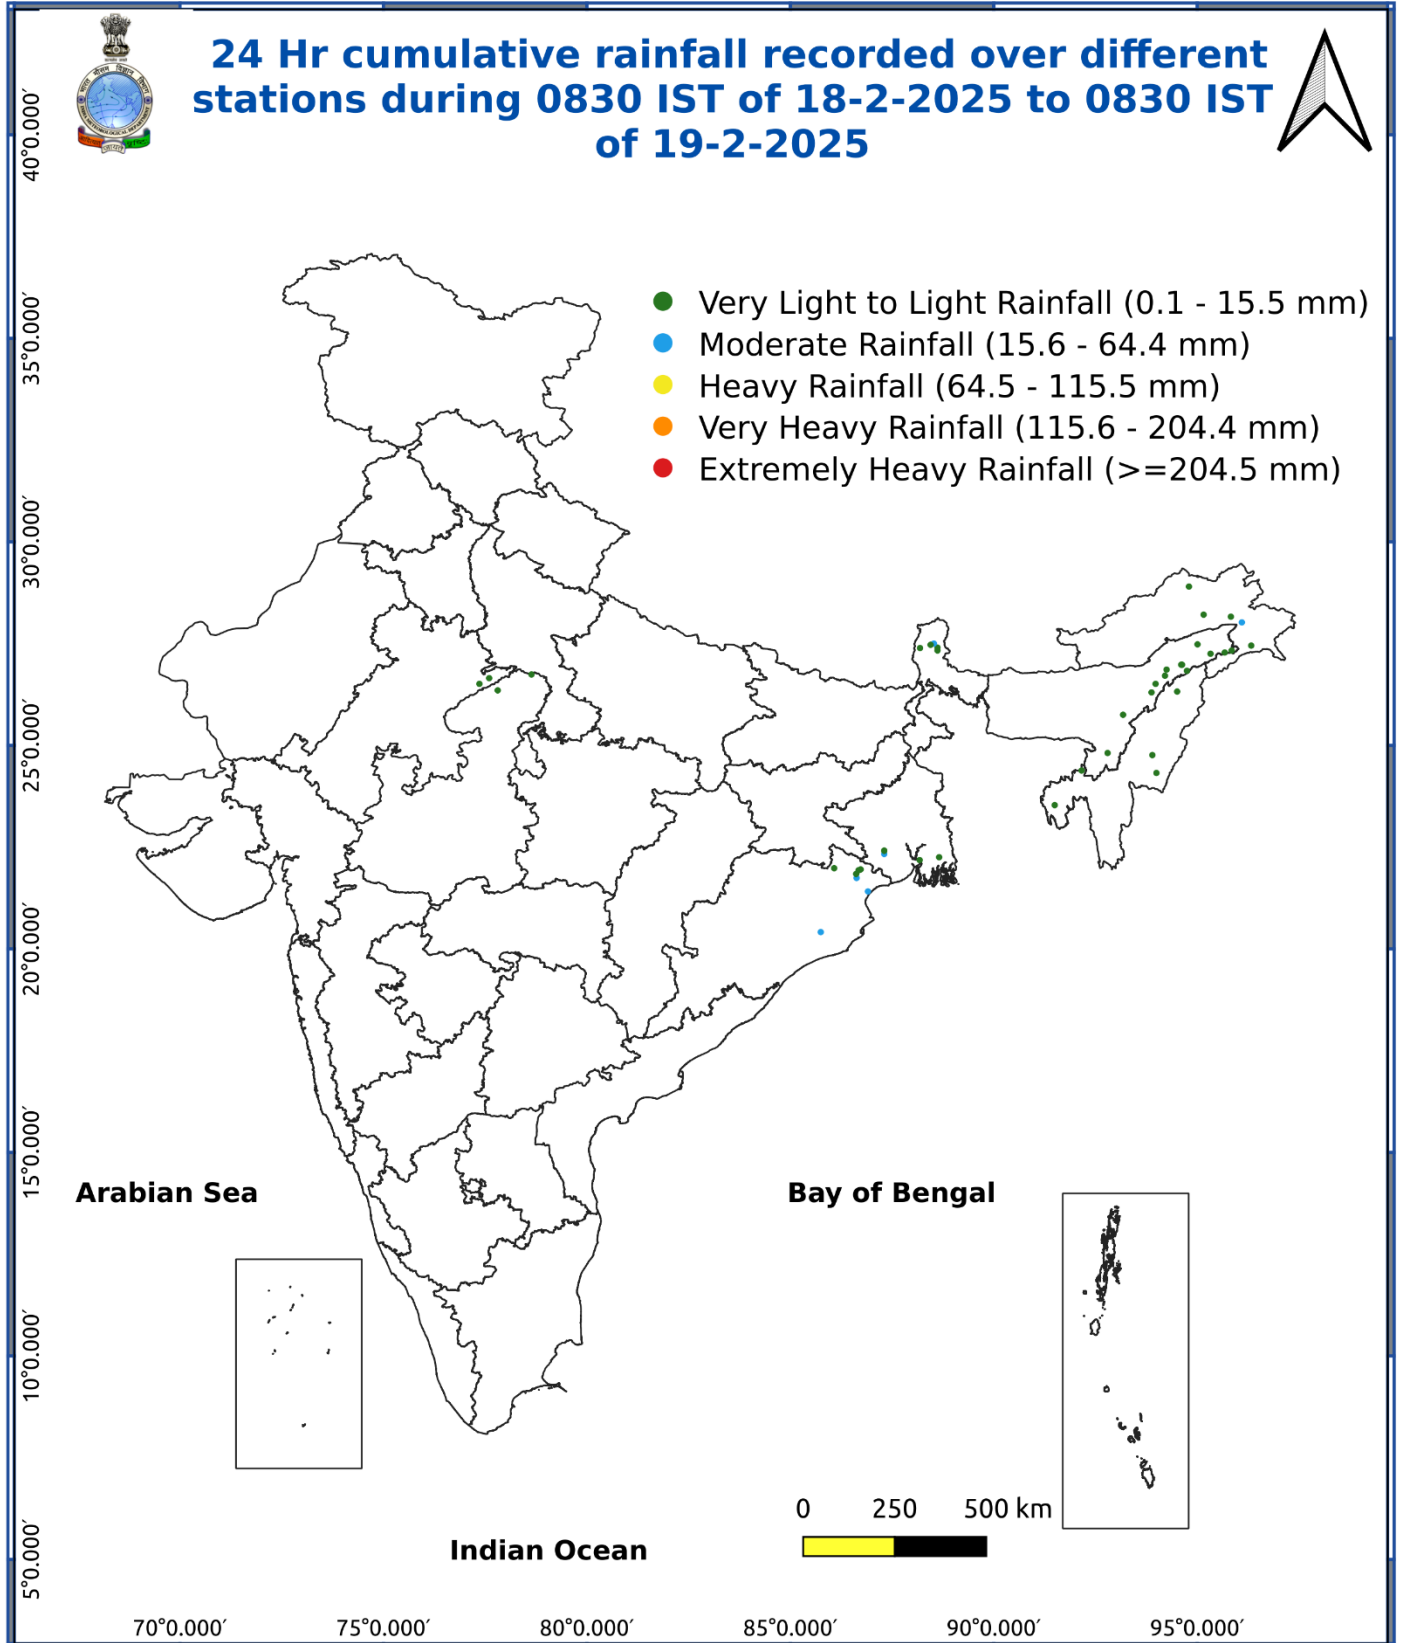 24 Hr cumulative rainfall recorded over different
stations during 0830 IST of 18-2-2025 to 0830 IST
of 19-2-2025
Very Light to Light Rainfall (0.1 - 15.5 mm)
Moderate Rainfall (15.6 - 64.4 mm)
Heavy Rainfall (64.5 - 115.5 mm)
Very Heavy Rainfall (115.6 - 204.4 mm)
Extremely Heavy Rainfall (>=204.5 mm)
40°0.000′
35°0.000′
30°0.000′
25°0.000′
20°0.000′
15°0.000′
10°0.000′
5°0.000′
Arabian Sea
Bay of Bengal
Indian Ocean
0 250 500 km
70°0.000′ 75°0.000′ 80°0.000′ 85°0.000′ 90°0.000′ 95°0.000′